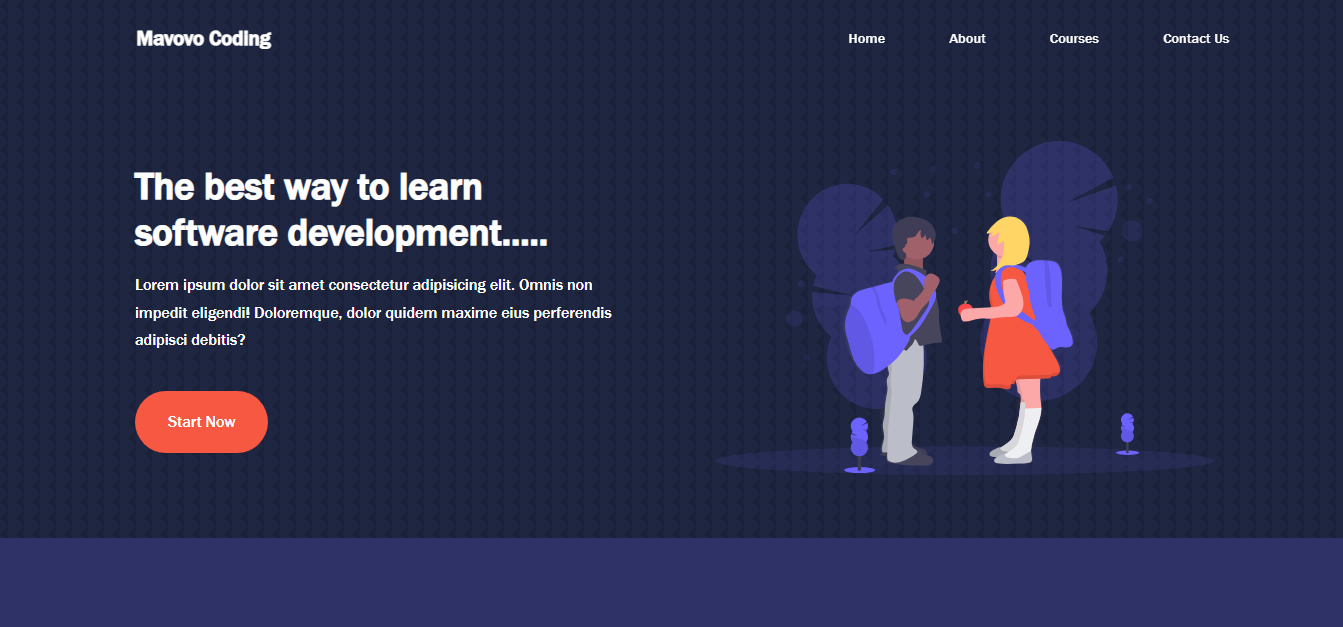 Mavovo Coding
Home
About
Courses
Contact Us
The best way to learn
software development.....
Lorem ipsum dolor sit amet consectetur adipisicing elit. Omnis non
impedit eligendi! Doloremque, dolor quidem maxime eius perferendis
adipisci debitis?
Start Now